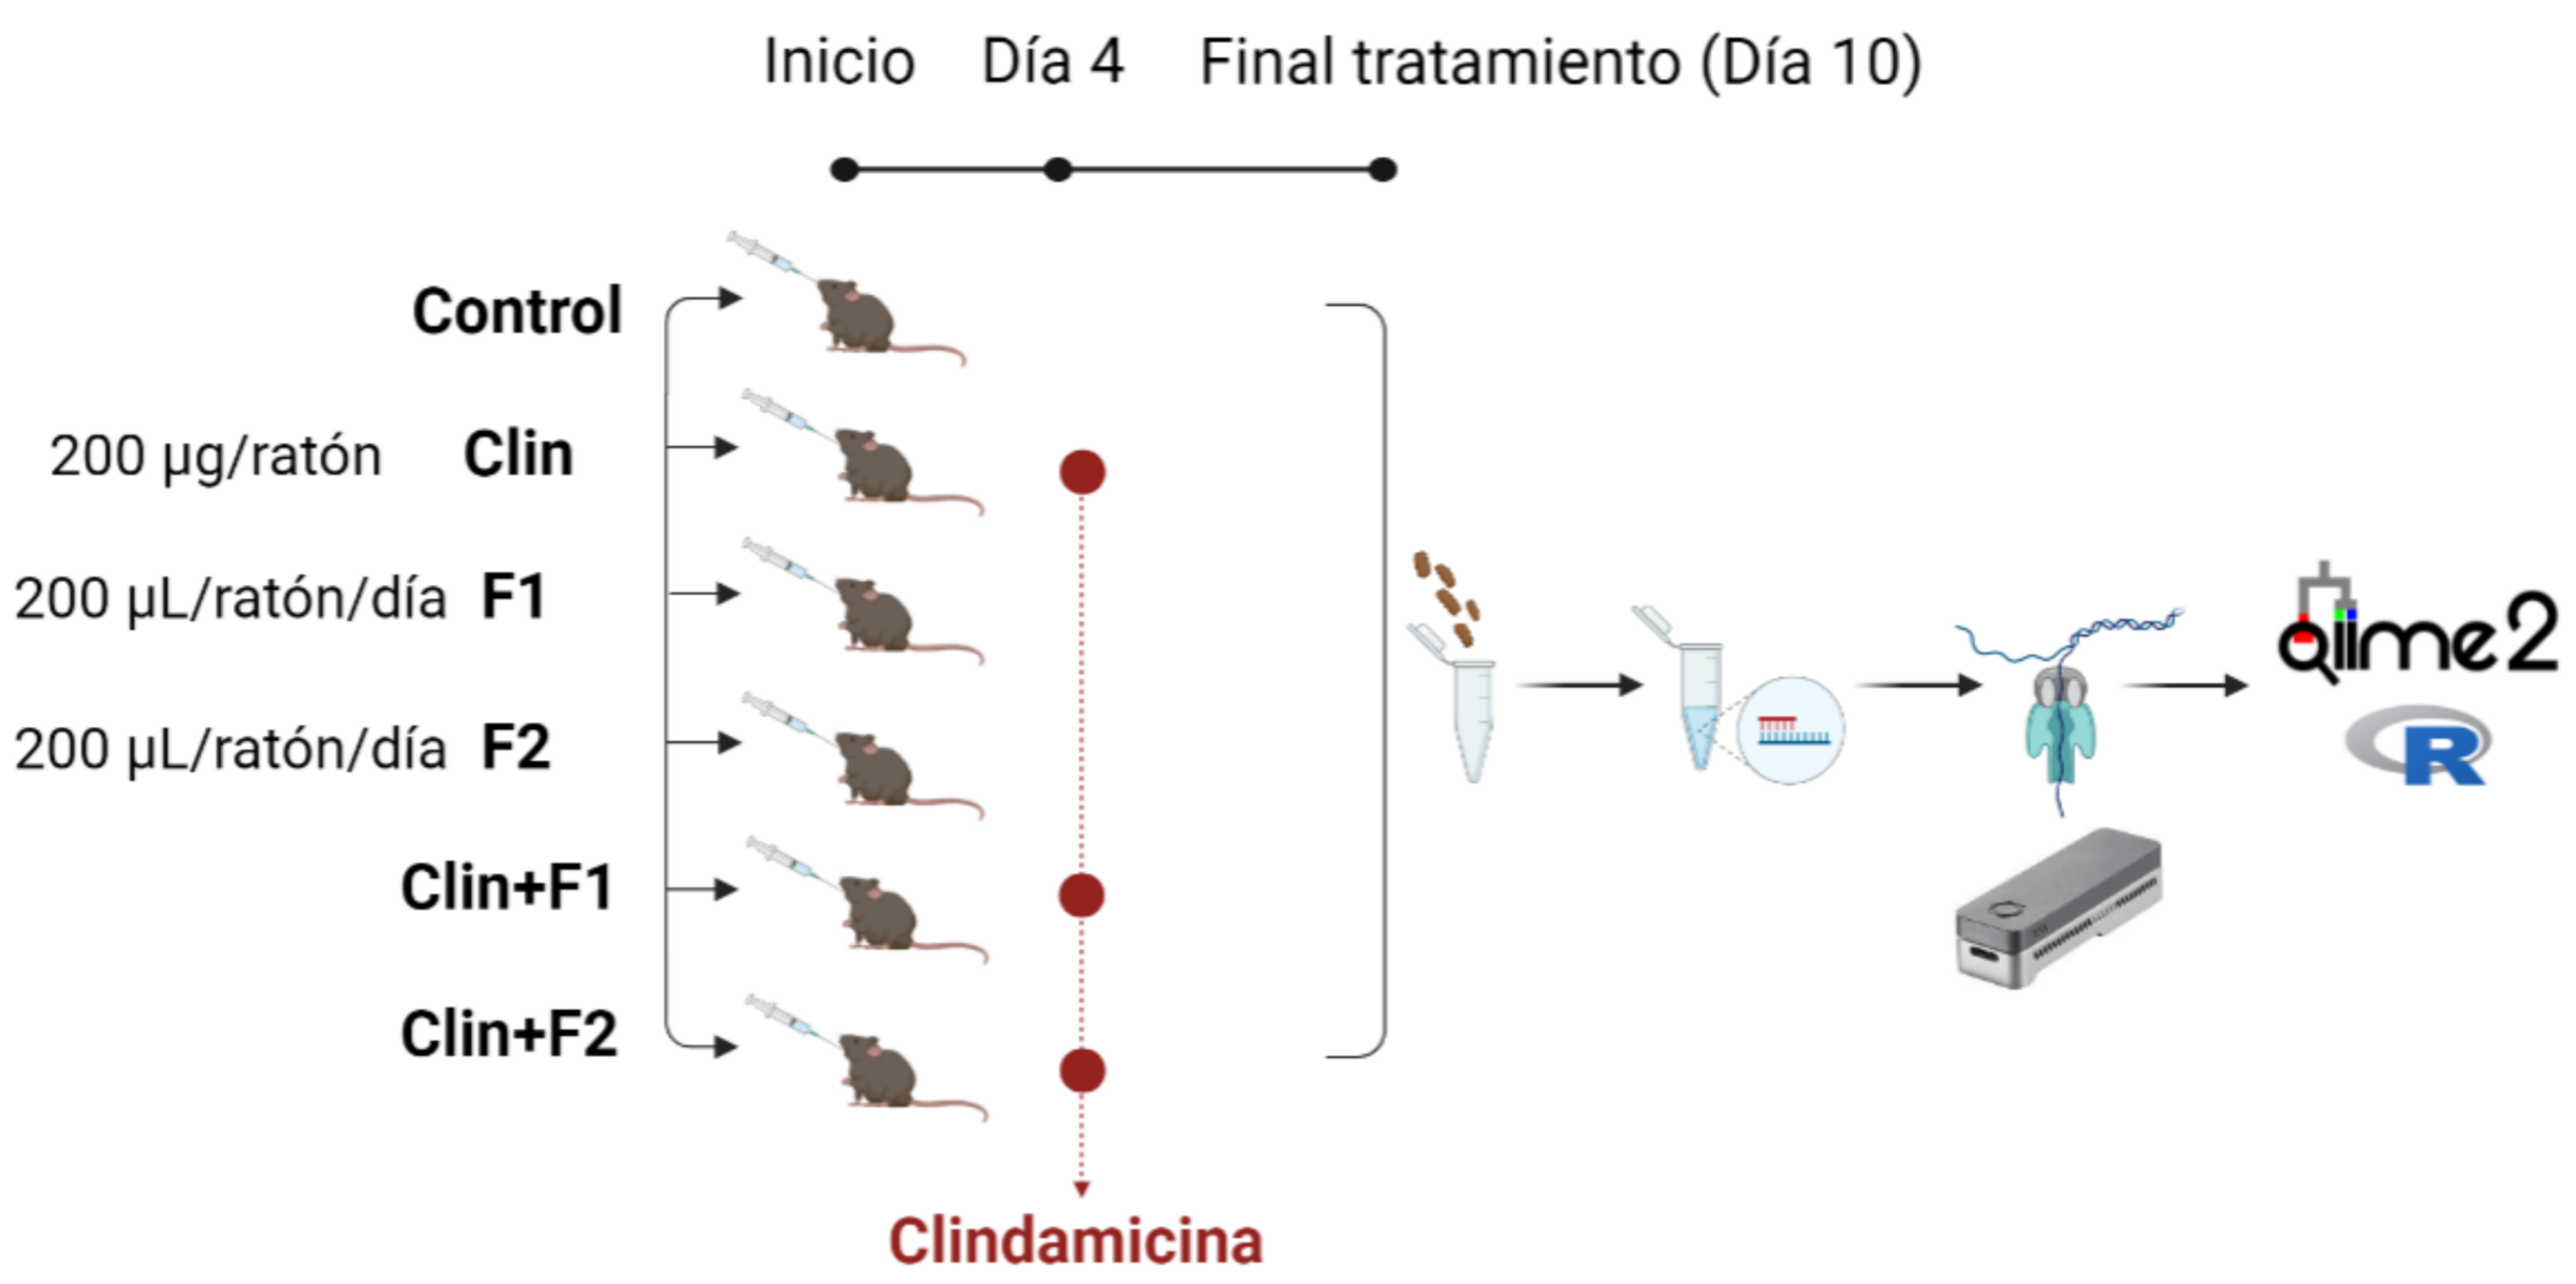 Inicio Día 4 Final tratamiento (Día 10)
Control
200 µg/ratón Clin
200 µL/ratón/día F1
200 µL/ratón/día F2
Clin+F1
Clin+F2
Clindamicina
Qiime2
R